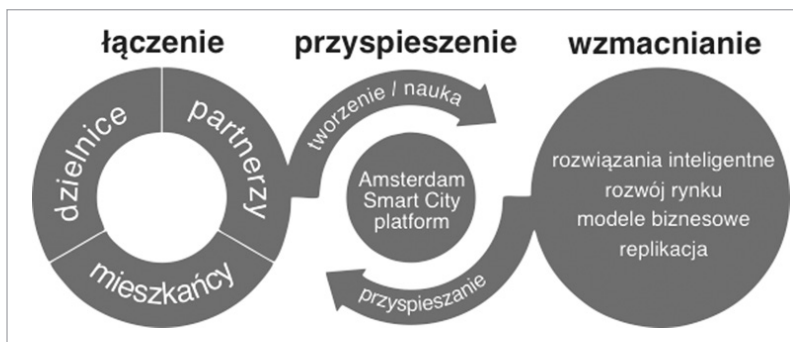 łączenie
przyspieszenie
wzmacnianie
dzielnice
partnerzy
mieszkańcy
tworzenie / nauka
Amsterdam
Smart City
platform
przyspieszanie
rozwiązania inteligentne
rozwój rynku
modele biznesowe
replikacja